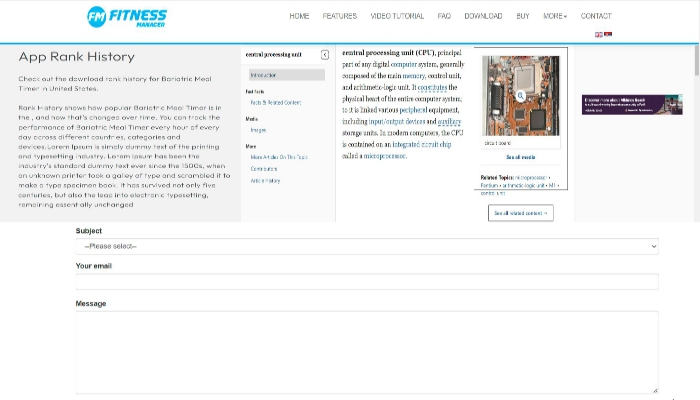 FM FITNESS
MANAGER
HOME FEATURES VIDEO TUTORIAL FAQ DOWNLOAD BUY MORE CONTACT
App Rank History
Check out the download rank history for Bariatric Meal
Timer in United States.
Rank History shows how popular Bariatric Meal Timer is in
the , and how that's changed over time. You can track the
performance of Bariatric Meal Timer every hour of every
day across different countries, categories and
devices.Lorem Ipsum is simply dummy text of the printing
and typesetting industry. Lorem Ipsum has been the
industry's standard dummy text ever since the 1500s, when
an unknown printer took a galley of type and scrambled it to
make a type specimen book. It has survived not only five
centuries, but also the leap into electronic typesetting,
remaining essentially unchanged
central processing unit
Introduction
Fast Facts
Facts & Related Content
Media
Images
More
More Articles On This Topic
Contributors
Article History
central processing unit (CPU), principal
part of any digital computer system, generally
composed of the main memory, control unit,
and arithmetic-logic unit. It constitutes the
physical heart of the entire computer system;
to it is linked various peripheral equipment,
including input/output devices and auxiliary
storage units. In modern computers, the CPU
is contained on an integrated circuit chip
called a microprocessor.
circuit board
See all media
Related Topics: microprocessor •
Pentium • arithmetic-logic unit • M1 •
control unit
See all related content →
Discover more about
Subject
--Please select--
Your email
Message